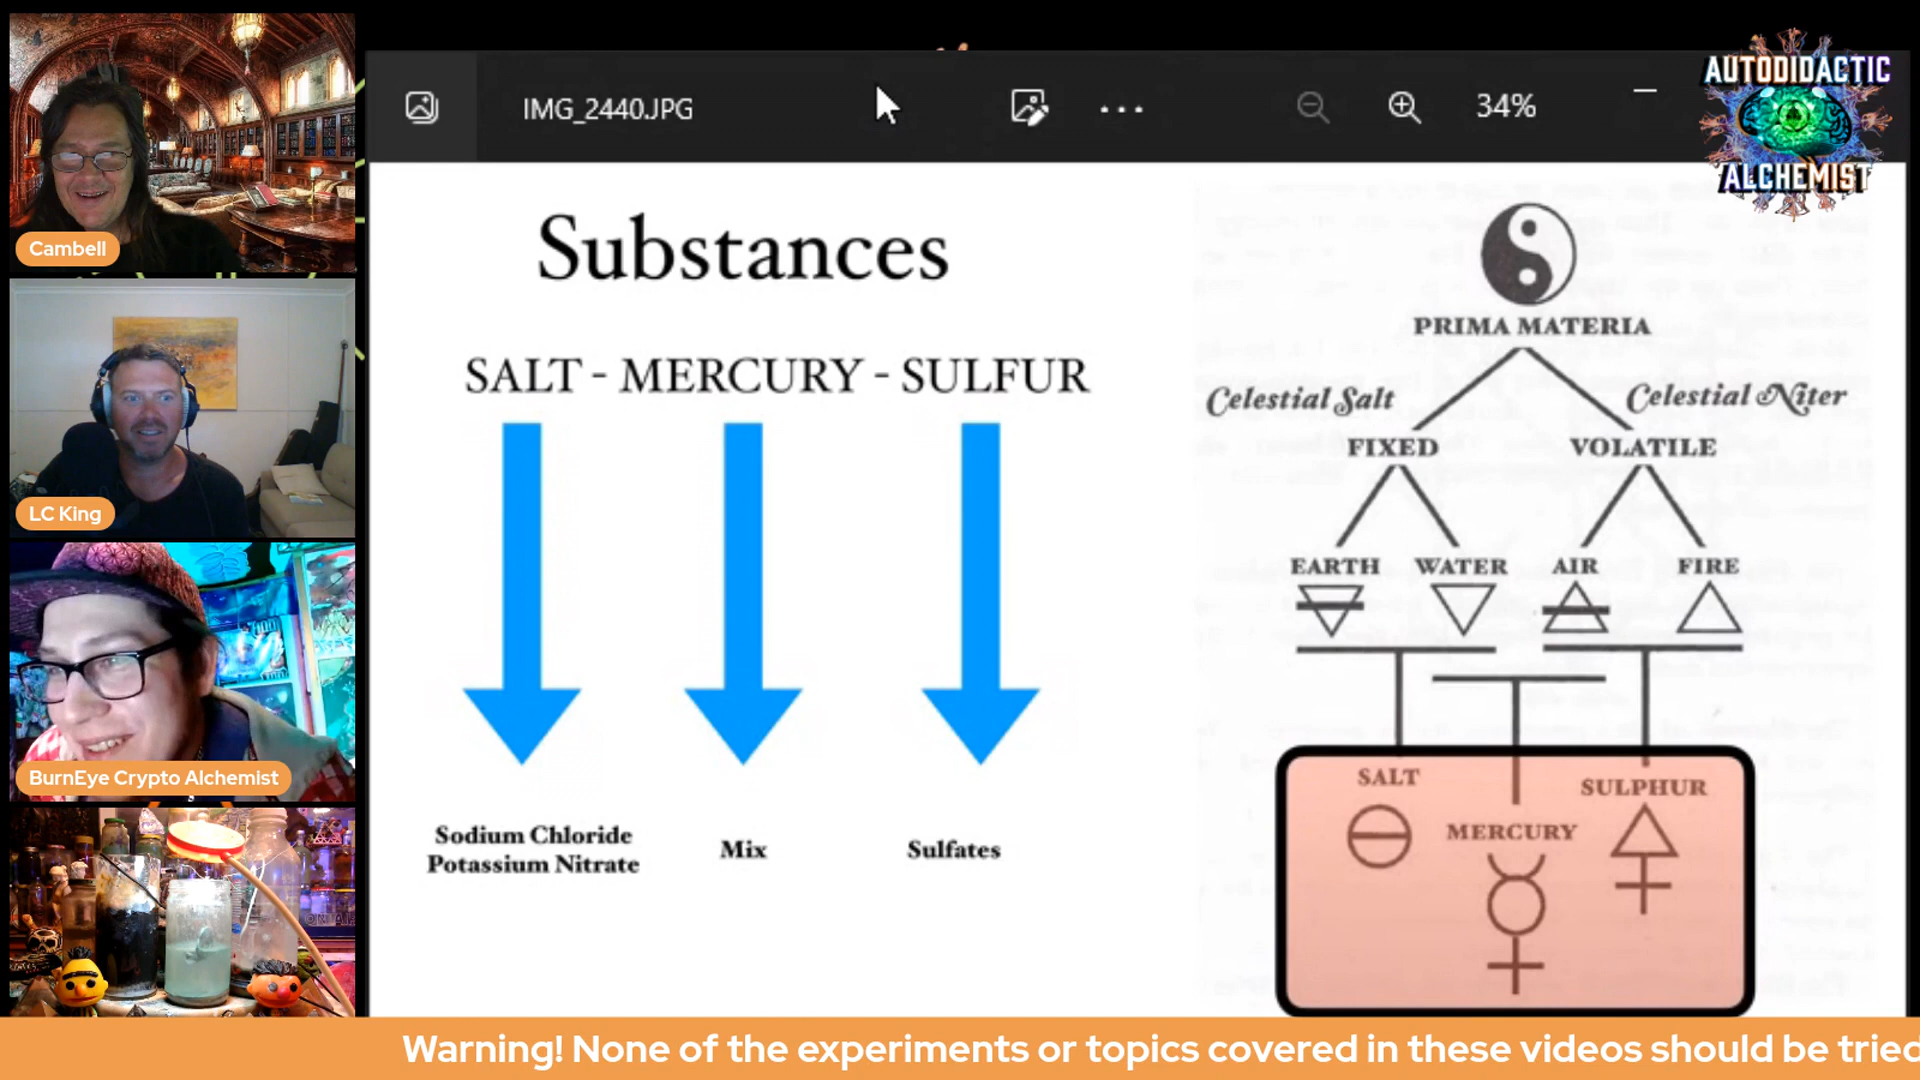 IMG_2440.JPG
34%
AUTODIDACTIC
ALCHEMIST
Cambell
LC King
BurnEye Crypto Alchemist
Substances
SALT - MERCURY - SULFUR
Sodium Chloride
Potassium Nitrate
Mix
Sulfates
PRIMA MATERIA
Celestial Salt
Celestial Niter
FIXED
VOLATILE
EARTH
WATER
AIR
FIRE
SALT
SULPHUR
MERCURY
Warning! None of the experiments or topics covered in these videos should be tried